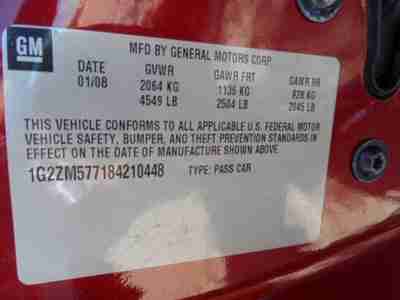 GM
MFD BY GENERAL MOTORS CORP
DATE GVWR GAWR FRT GAWR RR
01/08 2064 KG 1136 KG 928 KG
4549 LB 2504 LB 2045 LB
THIS VEHICLE CONFORMS TO ALL APPLICABLE U.S. FEDERAL MOTOR
VEHICLE SAFETY, BUMPER, AND THEFT PREVENTION STANDARDS
IN EFFECT ON THE DATE OF MANUFACTURE SHOWN ABOVE.
1G2ZM577184210448 TYPE: PASS CAR